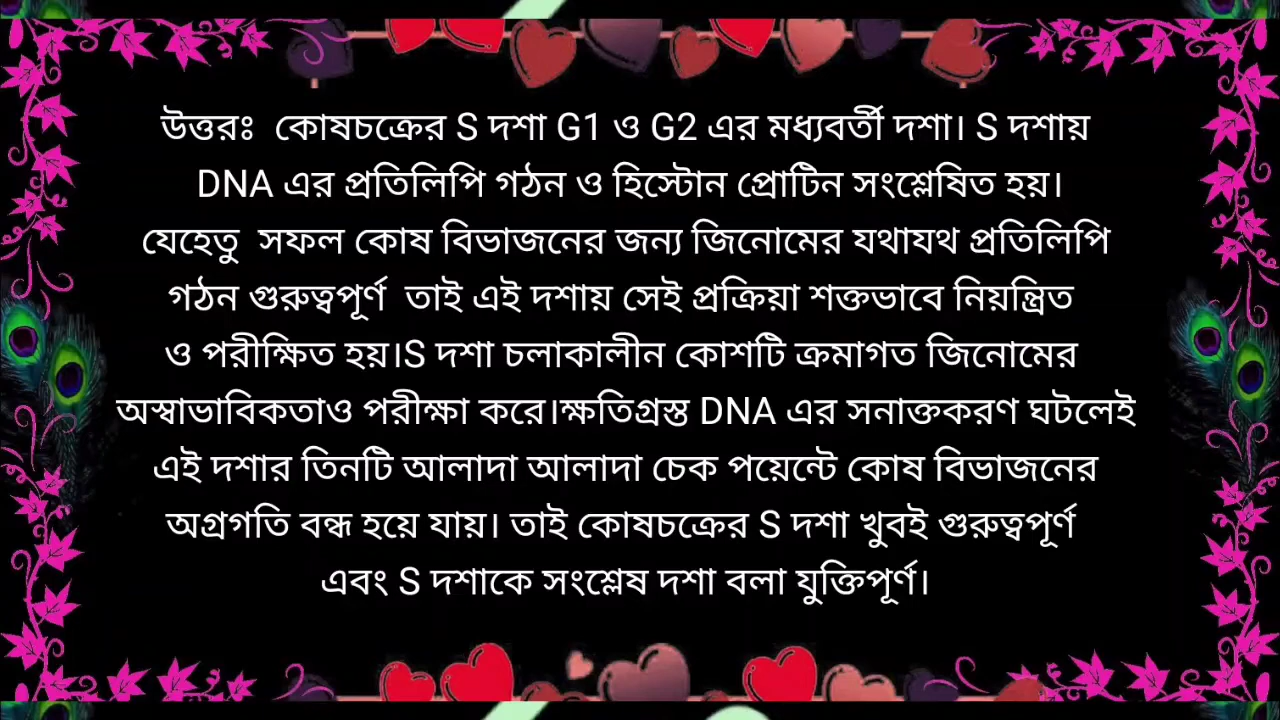 উত্তরঃ কোষচক্রের S দশা G1 ও G2 এর মধ্যবর্তী দশা। S দশায়
DNA এর প্রতিলিপি গঠন ও হিস্টোন প্রোটিন সংশ্লেষিত হয়।
যেহেতু সফল কোষ বিভাজনের জন্য জিনোমের যথাযথ প্রতিলিপি
গঠন গুরুত্বপূর্ণ তাই এই দশায় সেই প্রক্রিয়া শক্তভাবে নিয়ন্ত্রিত
ও পরীক্ষিত হয়।S দশা চলাকালীন কোশটি ক্রমাগত জিনোমের
অস্বাভাবিকতাও পরীক্ষা করে।ক্ষতিগ্রস্ত DNA এর সনাক্তকরণ ঘটলেই
এই দশার তিনটি আলাদা আলাদা চেক পয়েন্টে কোষ বিভাজনের
অগ্রগতি বন্ধ হয়ে যায়। তাই কোষচক্রের S দশা খুবই গুরুত্বপূর্ণ
এবং S দশাকে সংশ্লেষ দশা বলা যুক্তিপূর্ণ।